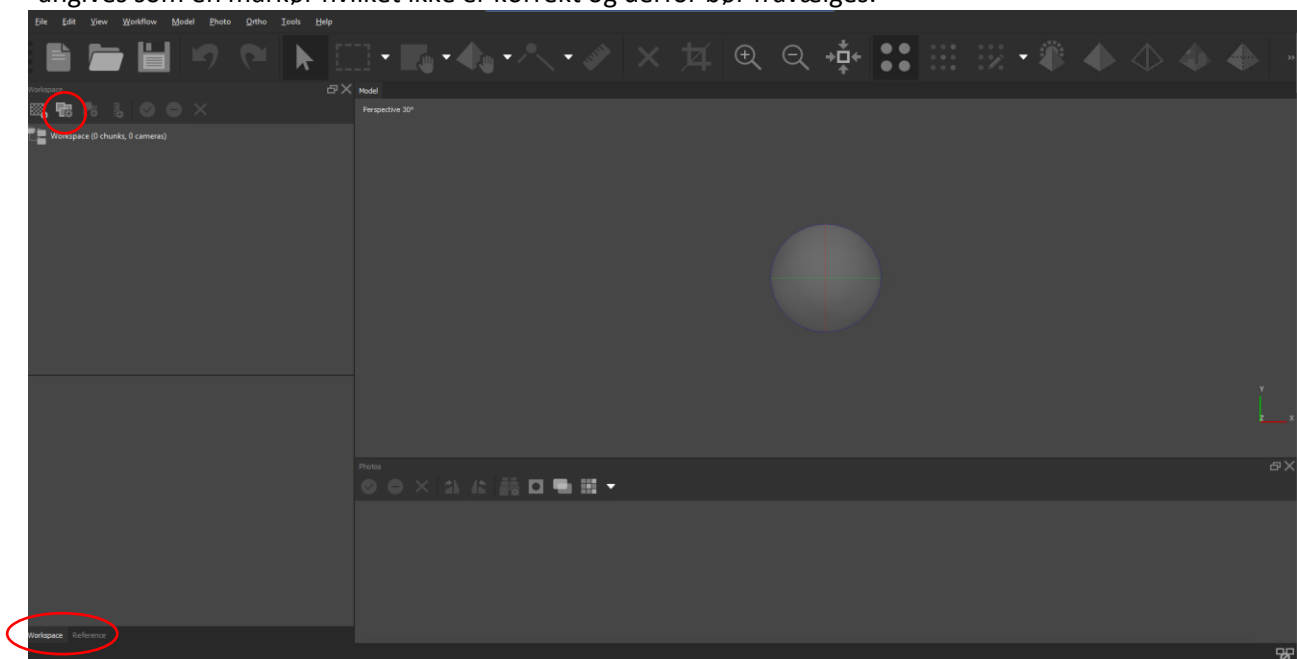 angives som en markør hvilket ikke er korrekt og derfor bør fravælges.
File Edit View Workflow Model Photo Ortho Tools Help
Workspace
Model
Perspective 30°
Workspace (0 chunks, 0 cameras)
Y
Z X
Photos
Workspace Reference